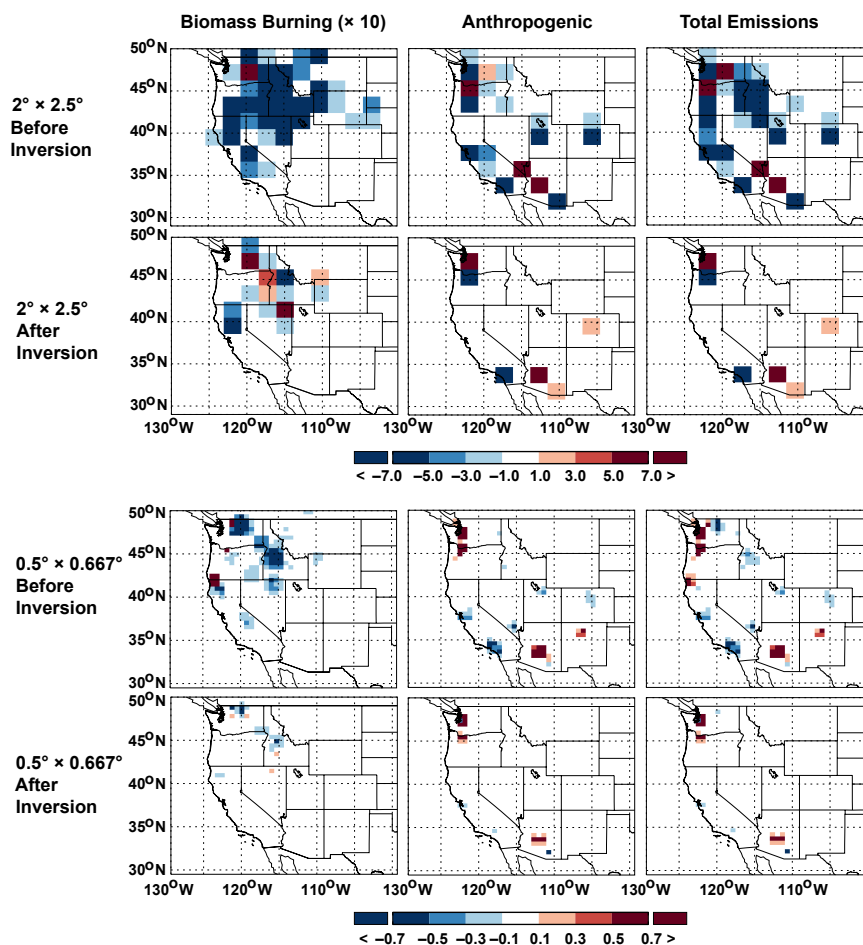 Biomass Burning (× 10) Anthropogenic Total Emissions
50°N
45°N
40°N
35°N
30°N
2° × 2.5°
Before
Inversion
50°N
45°N
40°N
35°N
30°N
2° × 2.5°
After
Inversion
130°W 120°W 110°W 130°W 120°W 110°W 130°W 120°W 110°W
< −7.0 −5.0 −3.0 −1.0 1.0 3.0 5.0 7.0 >
50°N
45°N
40°N
35°N
30°N
0.5° × 0.667°
Before
Inversion
50°N
45°N
40°N
35°N
30°N
0.5° × 0.667°
After
Inversion
130°W 120°W 110°W 130°W 120°W 110°W 130°W 120°W 110°W
< −0.7 −0.5 −0.3 −0.1 0.1 0.3 0.5 0.7 >